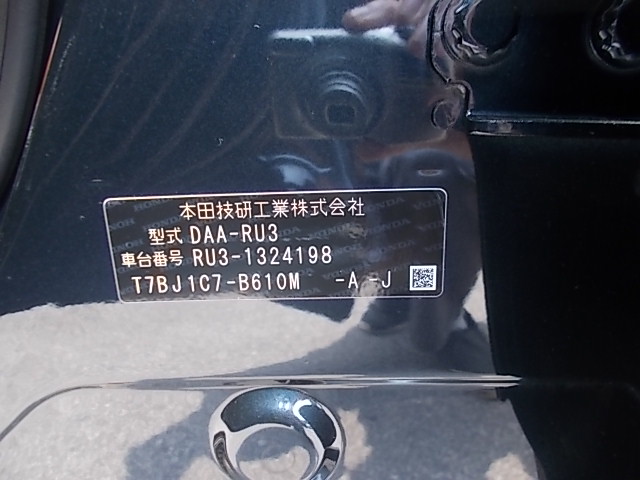 本田技研工業株式会社
型式 DAA-RU3
車台番号 RU3-1324198
T7BJ1C7-B610M -A -J